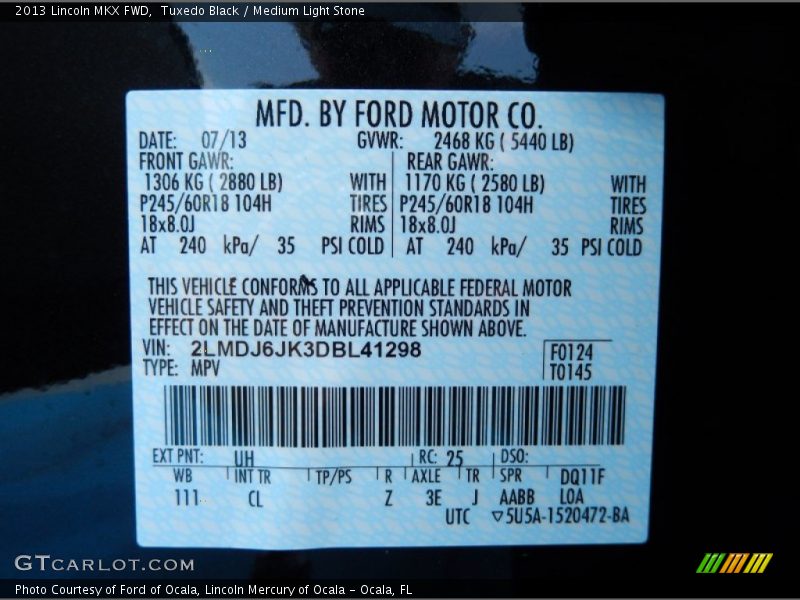 2013 Lincoln MKX FWD,  Tuxedo Black / Medium Light Stone
MFD. BY FORD MOTOR CO.
DATE: 07/13 GVWR: 2468 KG ( 5440 LB)
FRONT GAWR: REAR GAWR:
1306 KG ( 2880 LB) WITH 1170 KG ( 2580 LB) WITH
P245/60R18 104H TIRES P245/60R18 104H TIRES
18x8.0J RIMS 18x8.0J RIMS
AT 240 kPa/ 35 PSI COLD AT 240 kPa/ 35 PSI COLD
THIS VEHICLE CONFORMS TO ALL APPLICABLE FEDERAL MOTOR
VEHICLE SAFETY AND THEFT PREVENTION STANDARDS IN
EFFECT ON THE DATE OF MANUFACTURE SHOWN ABOVE.
VIN: 2LMDJ6JK3DBL41298 F0124
TYPE: MPV T0145
EXT PNT: UH RC: 25 DSO:
WB INT TR TP/PS R AXLE TR SPR DQ11F
111 CL Z 3E J AABB LOA
UTC ▽5U5A-1520472-BA
GTCARLOT.COM
Photo Courtesy of Ford of Ocala, Lincoln Mercury of Ocala - Ocala, FL